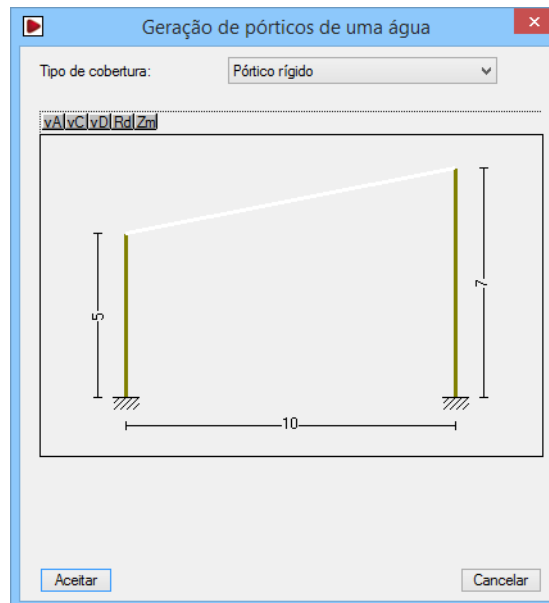 Geração de pórticos de uma água
Tipo de cobertura: Pórtico rígido
vA vC vD Rd Zm
5
7
10
Aceitar Cancelar